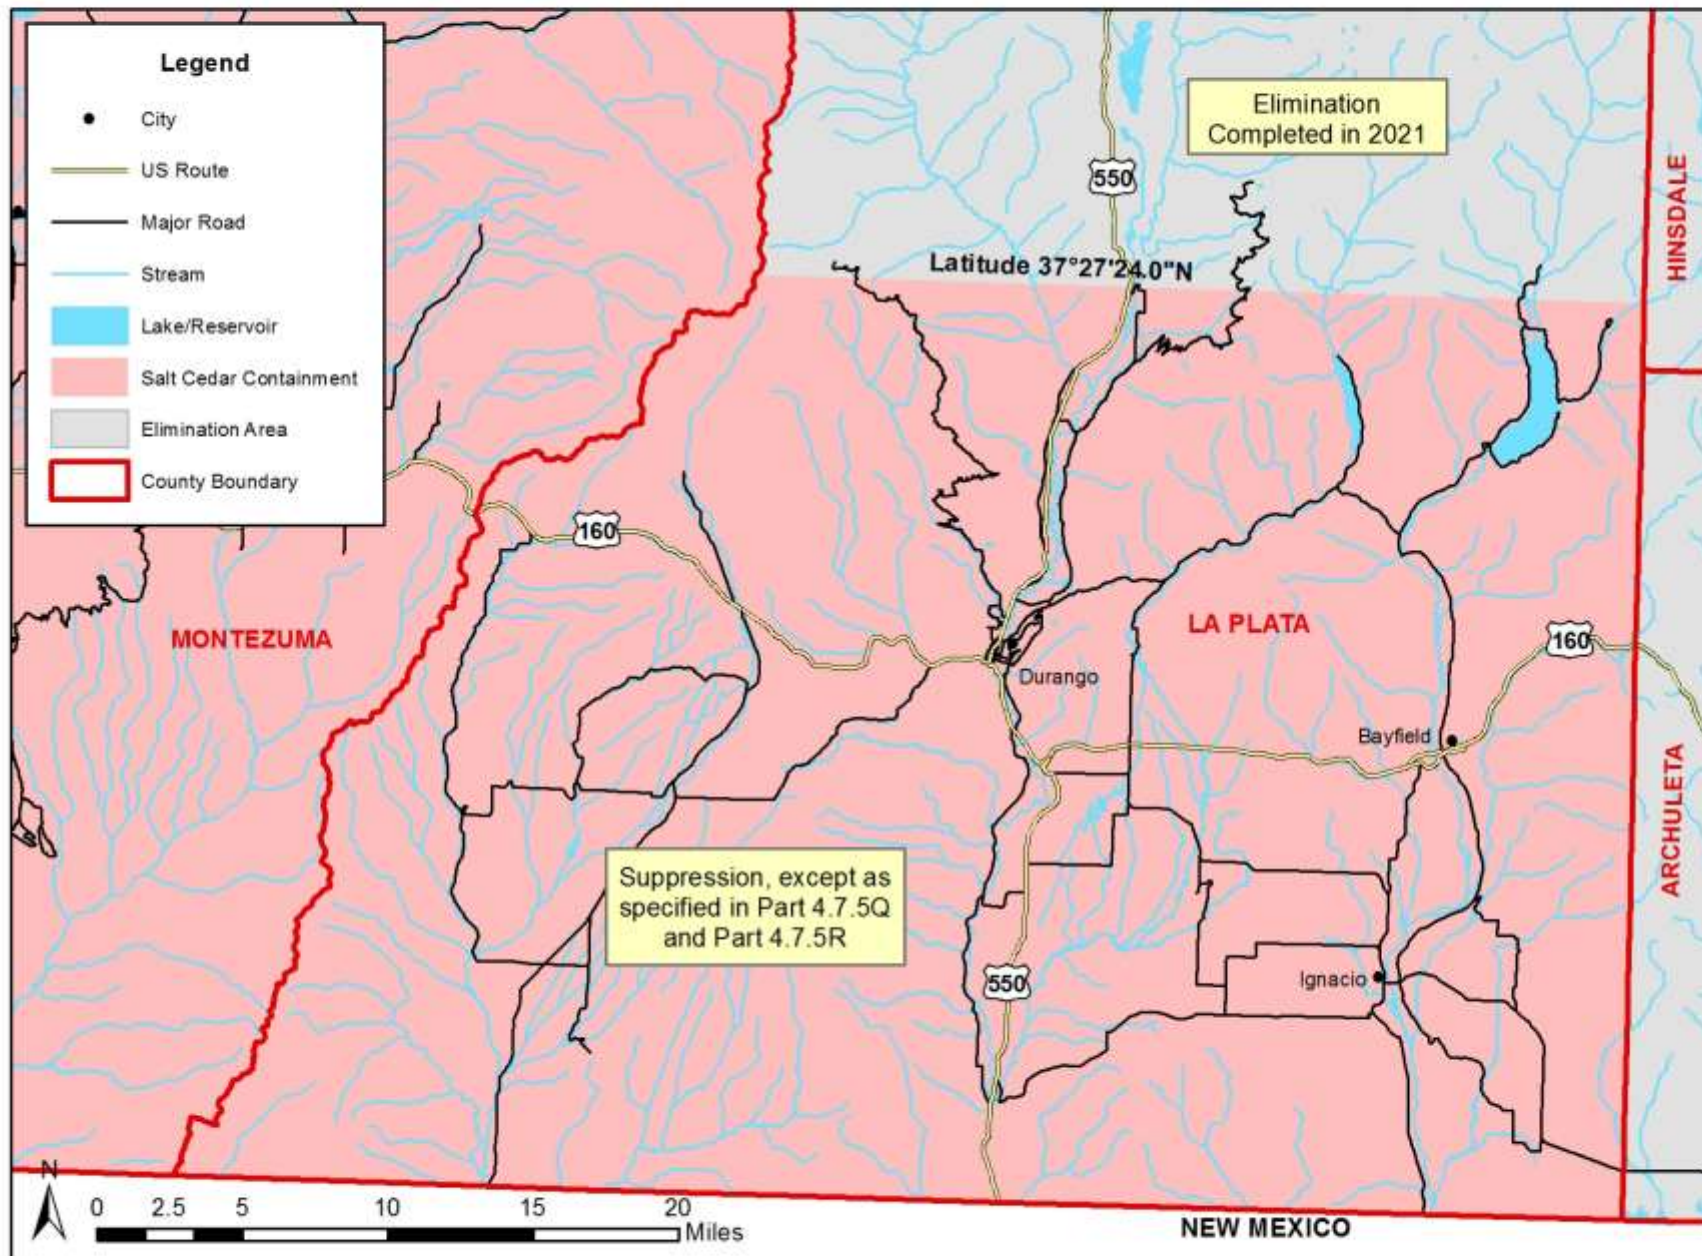 Legend
City
US Route
Major Road
Stream
Lake/Reservoir
Salt Cedar Containment
Elimination Area
County Boundary
Elimination
Completed in 2021
550
HINSDALE
Latitude 37°27'24.0"N
160
MONTEZUMA
LA PLATA
160
Durango
Bayfield
ARCHULETA
Suppression, except as
specified in Part 4.7.5Q
and Part 4.7.5R
Ignacio
550
N
0 2.5 5 10 15 20
Miles
NEW MEXICO